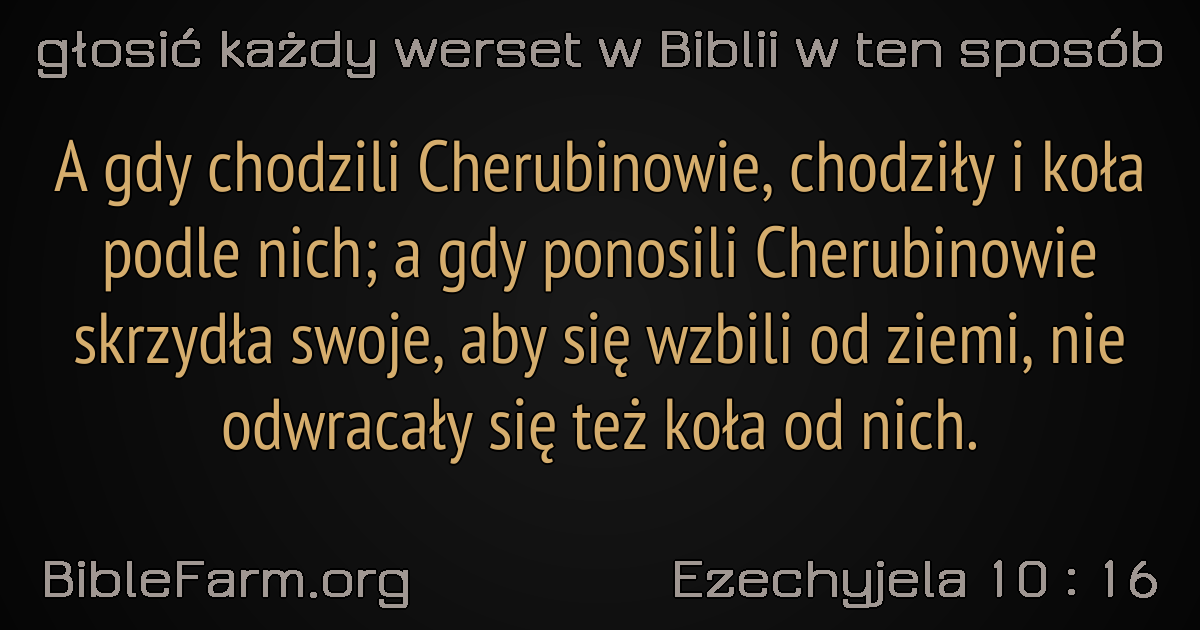 głosić każdy werset w Biblii w ten sposób
A gdy chodzili Cherubinowie, chodziły i koła
podle nich; a gdy ponosili Cherubinowie
skrzydła swoje, aby się wzbili od ziemi, nie
odwracały się też koła od nich.
BibleFarm.org
Ezechyjela 10 : 16